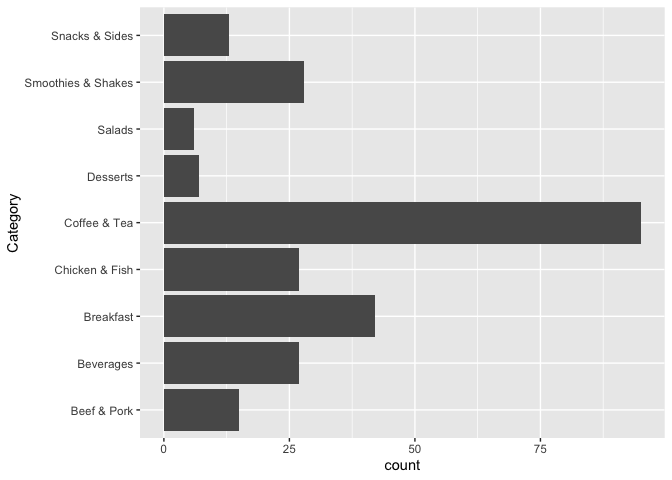 Snacks & Sides
Smoothies & Shakes
Salads
Desserts
Coffee & Tea
Chicken & Fish
Breakfast
Beverages
Beef & Pork
Category
0 25 50 75
count